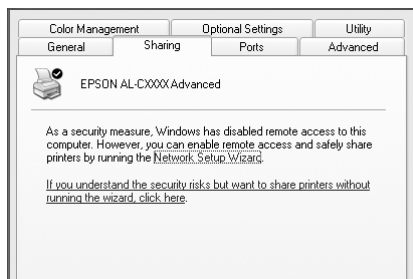 Color Management Optional Settings Utility
General Sharing Ports Advanced
EPSON AL-CXXXX Advanced
As a security measure, Windows has disabled remote access to this
computer. However, you can enable remote access and safely share
printers by running the Network Setup Wizard.
If you understand the security risks but want to share printers without
running the wizard, click here.